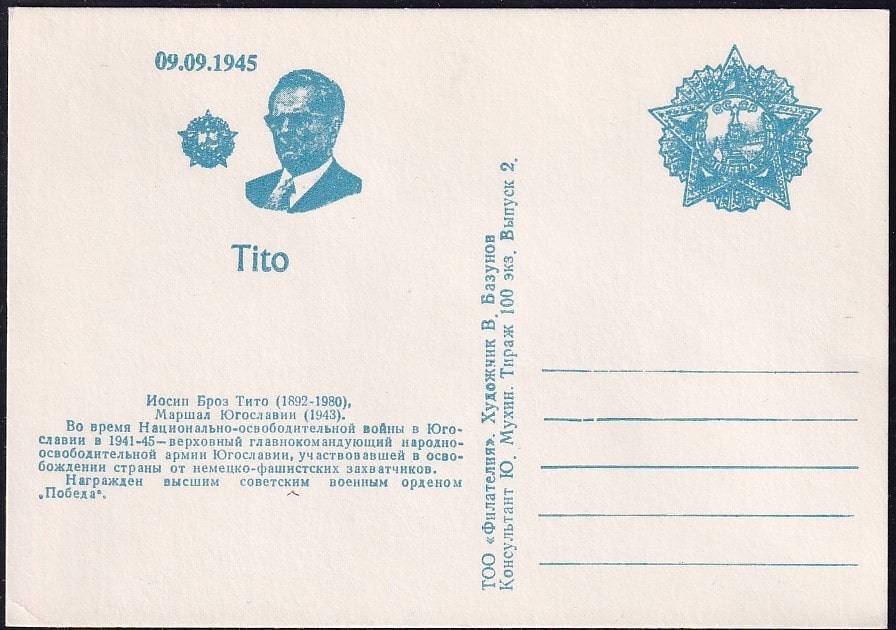 09.09.1945
Tito
Иосип Броз Тито (1892-1980),
Маршал Югославии (1943).
Во время Национально-освободительной войны в Юго-
славии в 1941-45—верховный главнокомандующий народно-
освободительной армии Югославии, участвовавшей в осво-
бождении страны от немецко-фашистских захватчиков.
Награжден высшим советским военным орденом
„Победа".
ТОО «Филателия». Художник В. Базунов
Консультант Ю. Мухин. Тираж 100 экз. Выпуск 2.
ПОБЕДА